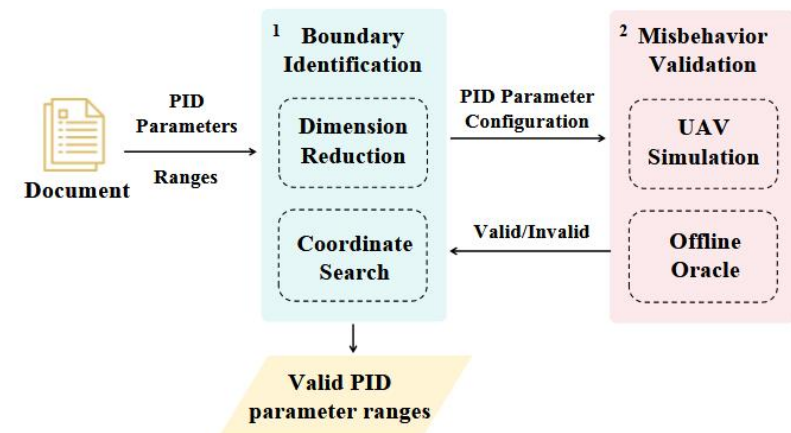 Document
PID
Parameters
Ranges
1
Boundary
Identification
Dimension
Reduction
Coordinate
Search
PID Parameter
Configuration
Valid/Invalid
2
Misbehavior
Validation
UAV
Simulation
Offline
Oracle
Valid PID
parameter ranges